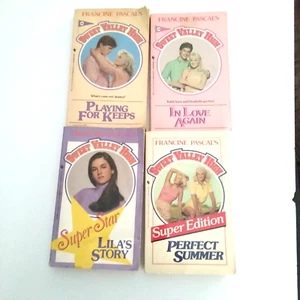 FRANCINE PASCAL'S
SWEET VALLEY HIGH
PLAYING
FOR KEEPS
FRANCINE PASCAL'S
SWEET VALLEY HIGH
IN LOVE
AGAIN
SWEET VALLEY HIGH
Super Star
LILA'S
STORY
FRANCINE PASCAL'S
SWEET VALLEY HIGH
Super Edition
PERFECT
SUMMER